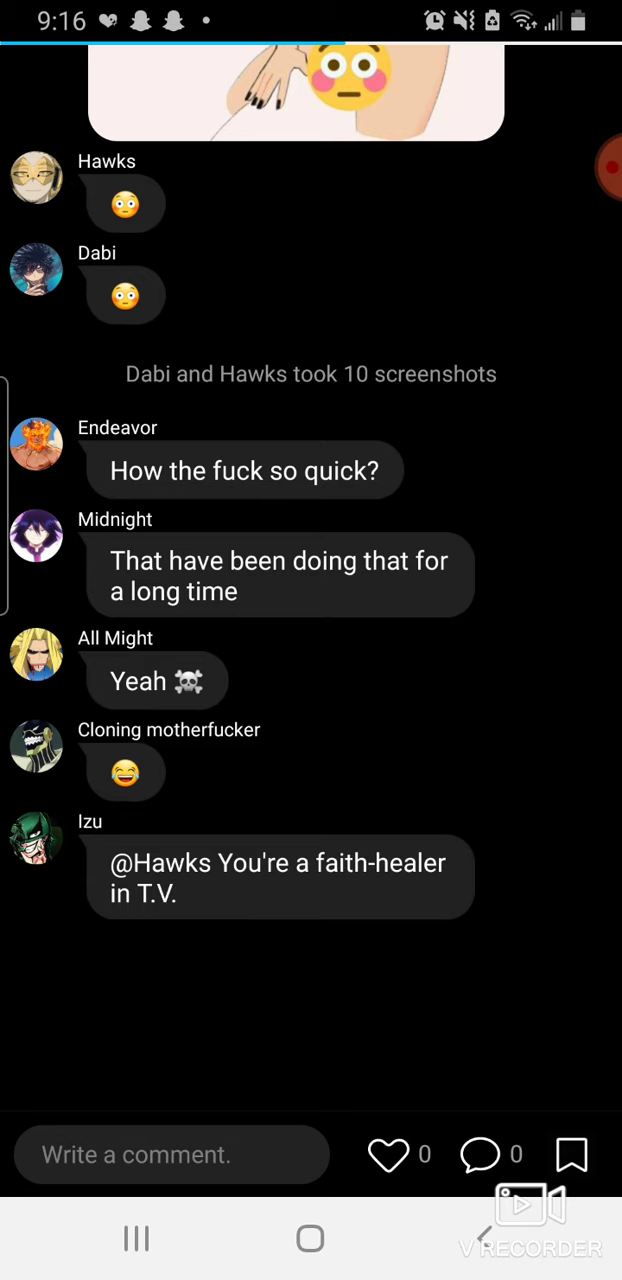 9:16
Hawks
😳
Dabi
😳
Dabi and Hawks took 10 screenshots
Endeavor
How the fuck so quick?
Midnight
That have been doing that for
a long time
All Might
Yeah ☠️
Cloning motherfucker
😂
Izu
@Hawks You're a faith-healer
in T.V.
Write a comment.
0
0
V RECORDER